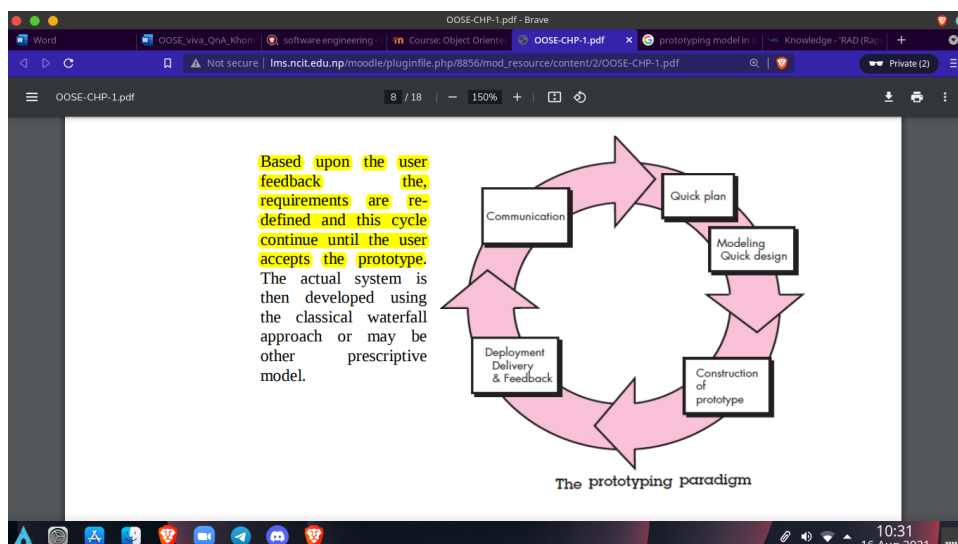 OOSE-CHP-1.pdf - Brave
Word
OOSE_viva_QnA_Khom
software engineering -
Course: Object Oriente
OOSE-CHP-1.pdf
prototyping model in s
Knowledge - 'RAD (Rap
Not secure | lms.ncit.edu.np/moodle/pluginfile.php/8856/mod_resource/content/2/OOSE-CHP-1.pdf
Private (2)
OOSE-CHP-1.pdf
8 / 18
150%
Based upon the user
feedback the,
requirements are re-
defined and this cycle
continue until the user
accepts the prototype.
The actual system is
then developed using
the classical waterfall
approach or may be
other prescriptive
model.
Communication
Quick plan
Modeling
Quick design
Construction
of
prototype
Deployment
Delivery
& Feedback
The prototyping paradigm
10:31
16 Aug 2021